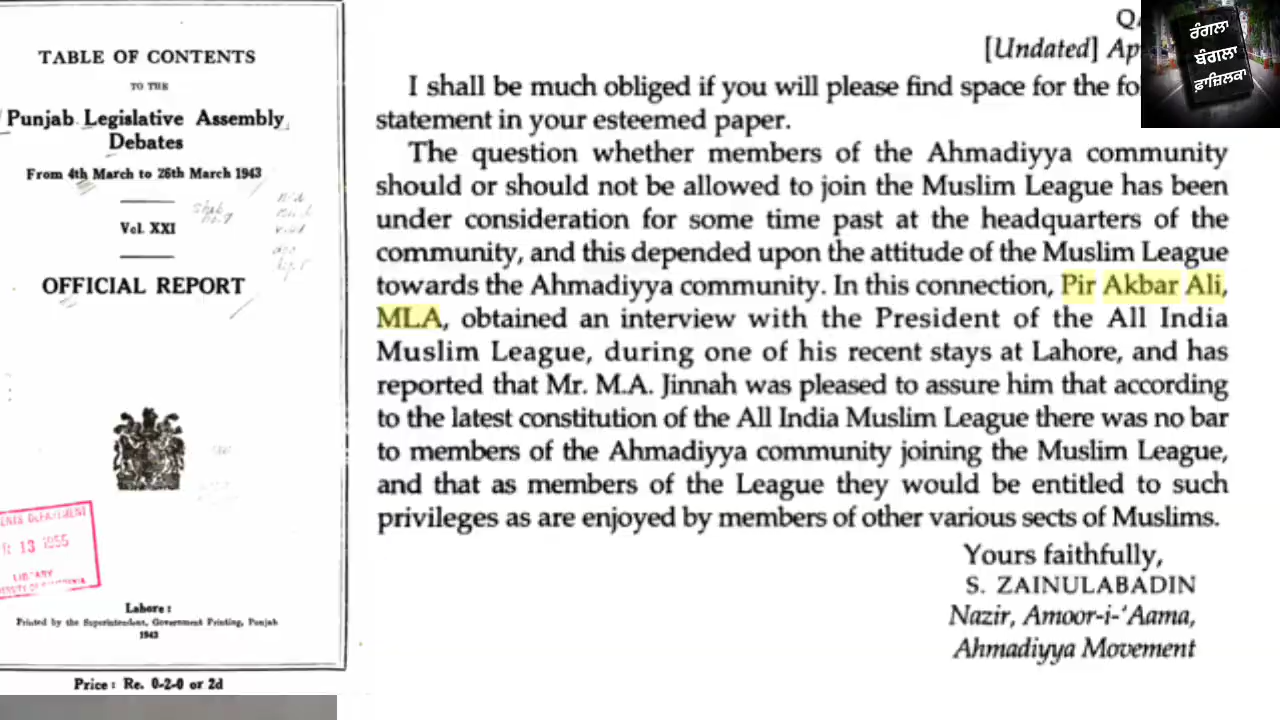 TABLE OF CONTENTS
TO THE
Punjab Legislative Assembly
Debates
From 4th March to 26th March 1943
Vol. XXI
OFFICIAL REPORT
13 1955
LIBRARY
Lahore:
Printed by the Superintendent, Government Printing, Punjab
1943
Price: Re. 0-2-0 or 2d
[Undated] Ap
I shall be much obliged if you will please find space for the fo
statement in your esteemed paper.
The question whether members of the Ahmadiyya community
should or should not be allowed to join the Muslim League has been
under consideration for some time past at the headquarters of the
community, and this depended upon the attitude of the Muslim League
towards the Ahmadiyya community. In this connection, Pir Akbar Ali,
MLA, obtained an interview with the President of the All India
Muslim League, during one of his recent stays at Lahore, and has
reported that Mr. M.A. Jinnah was pleased to assure him that according
to the latest constitution of the All India Muslim League there was no bar
to members of the Ahmadiyya community joining the Muslim League,
and that as members of the League they would be entitled to such
privileges as are enjoyed by members of other various sects of Muslims.
Yours faithfully,
S. ZAINULABADIN
Nazir, Amoor-i-'Aama,
Ahmadiyya Movement
ਰੰਗਲਾ
ਬੰਗਲਾ
ਫ਼ਾਜ਼ਿਲਕਾ